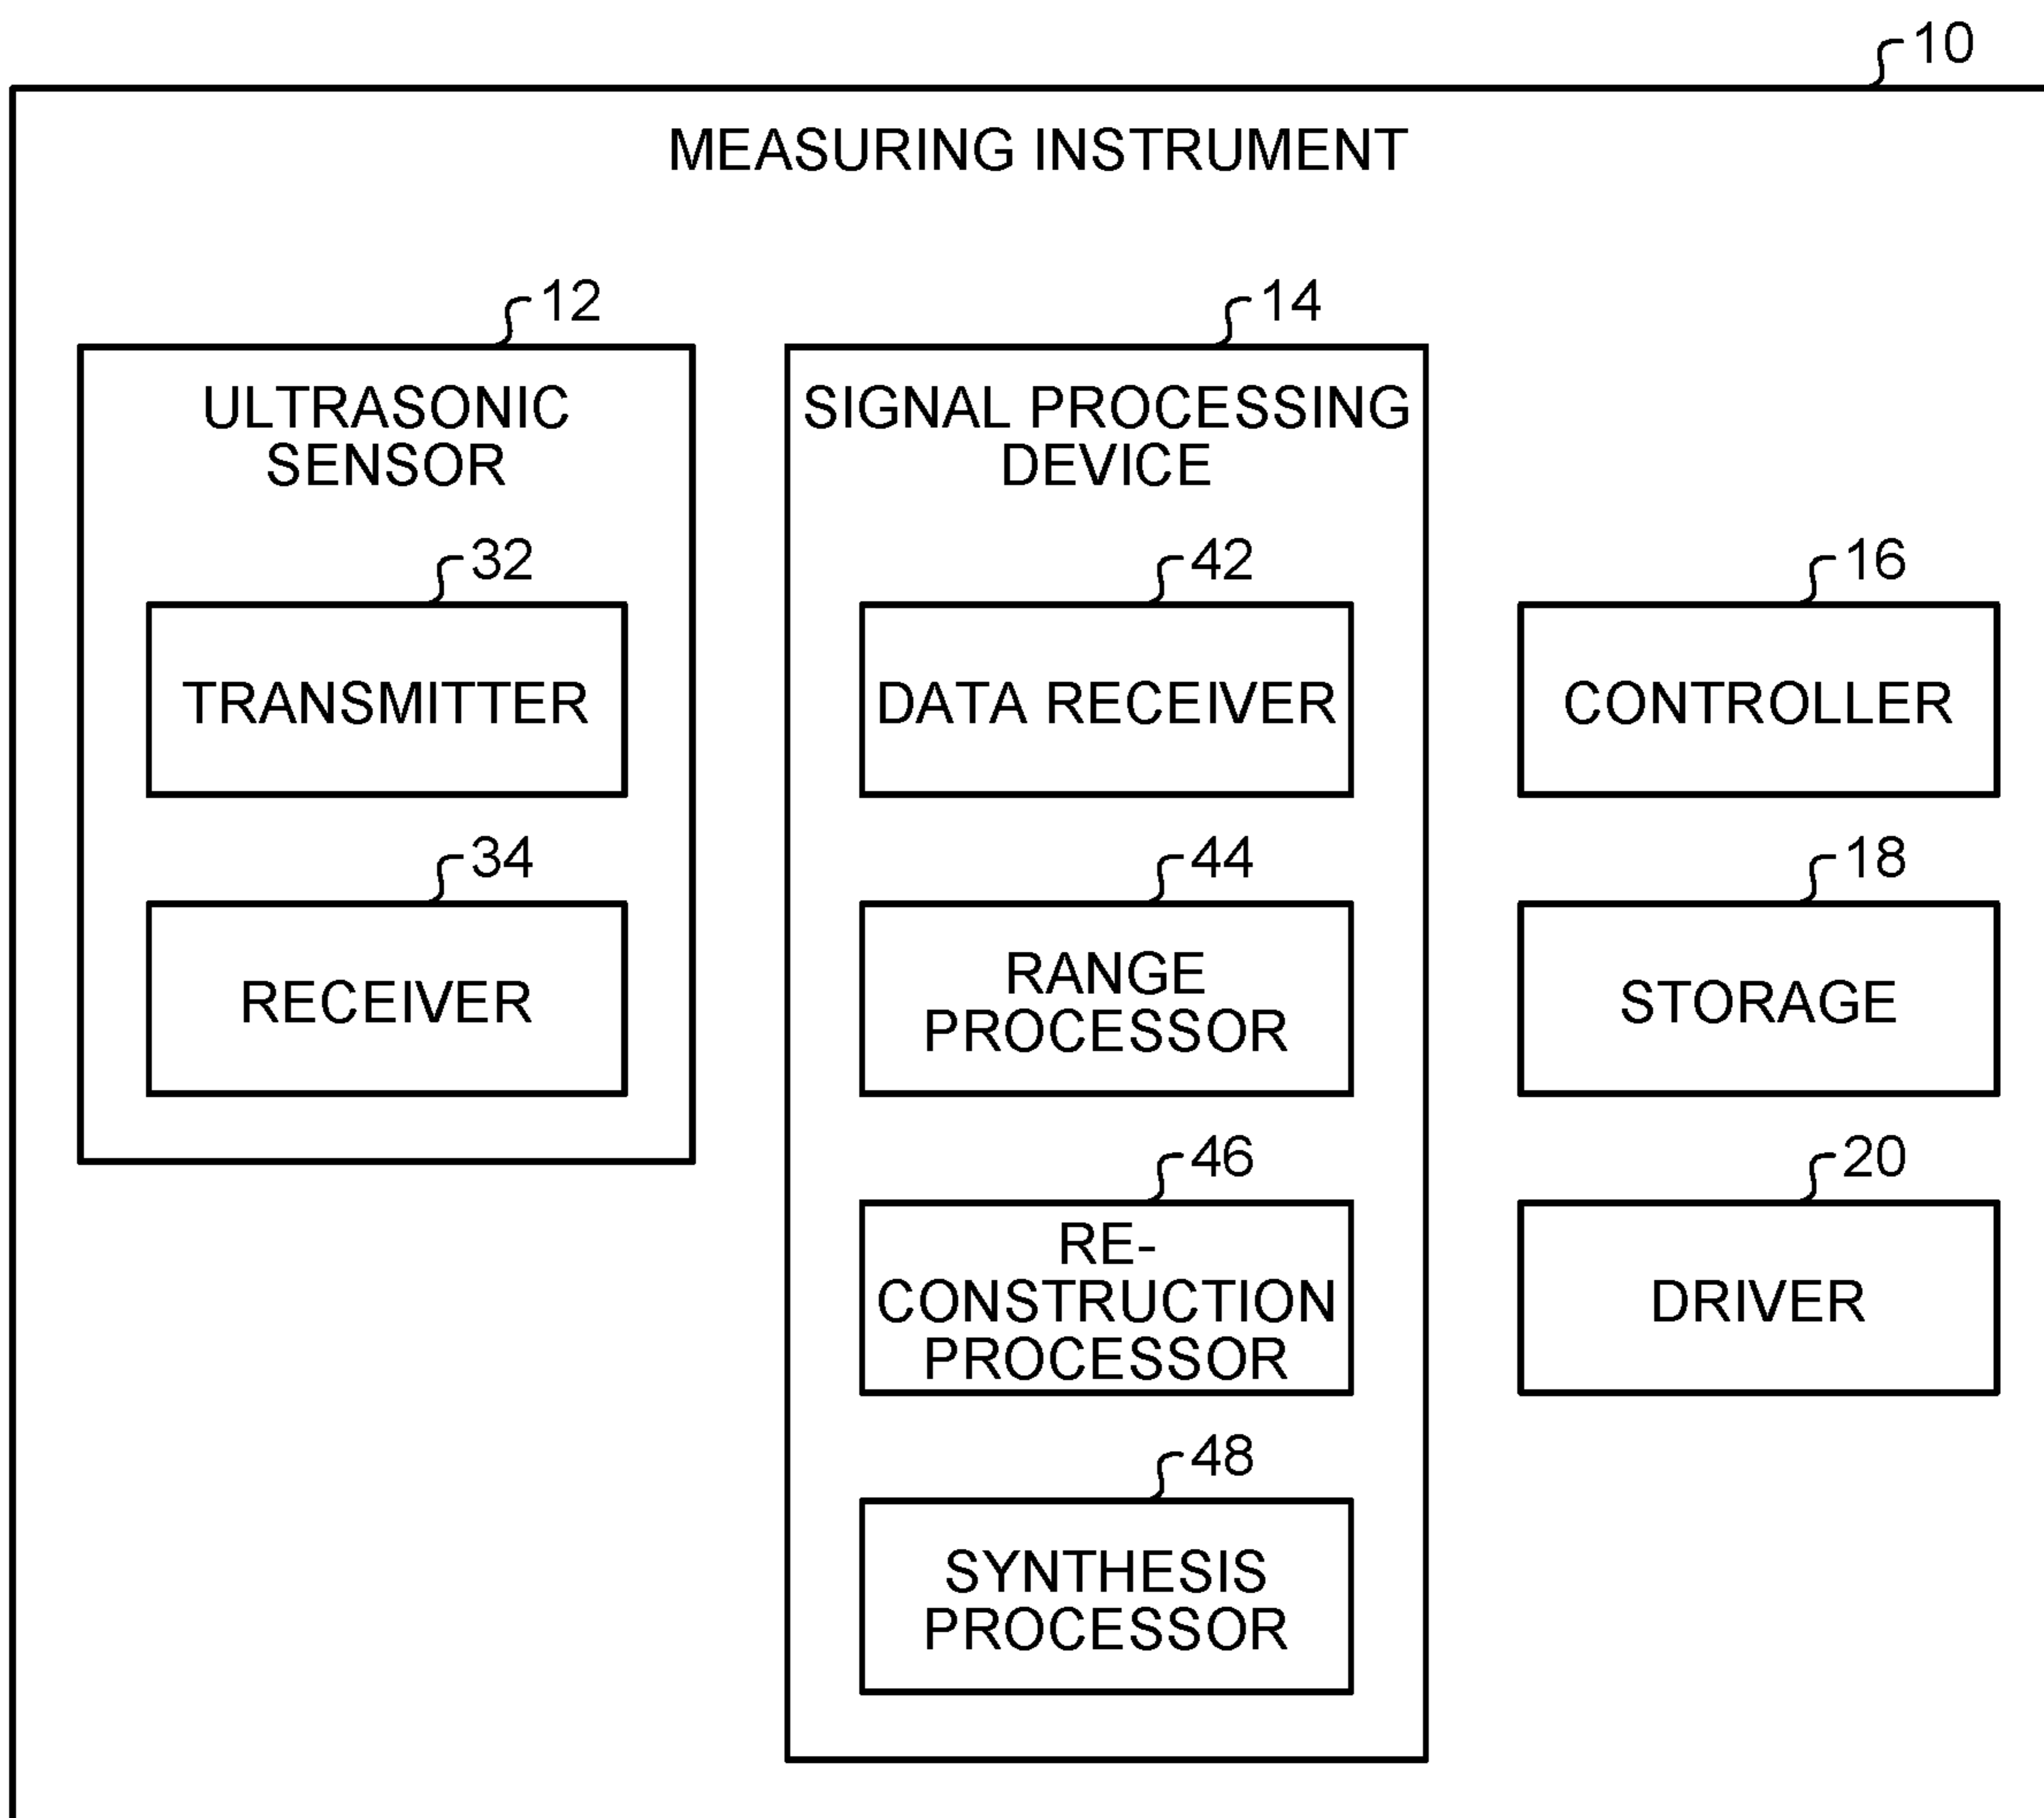 10
MEASURING INSTRUMENT
12
ULTRASONIC
SENSOR
32
TRANSMITTER
34
RECEIVER
14
SIGNAL PROCESSING
DEVICE
42
DATA RECEIVER
44
RANGE
PROCESSOR
46
RE-
CONSTRUCTION
PROCESSOR
48
SYNTHESIS
PROCESSOR
16
CONTROLLER
18
STORAGE
20
DRIVER